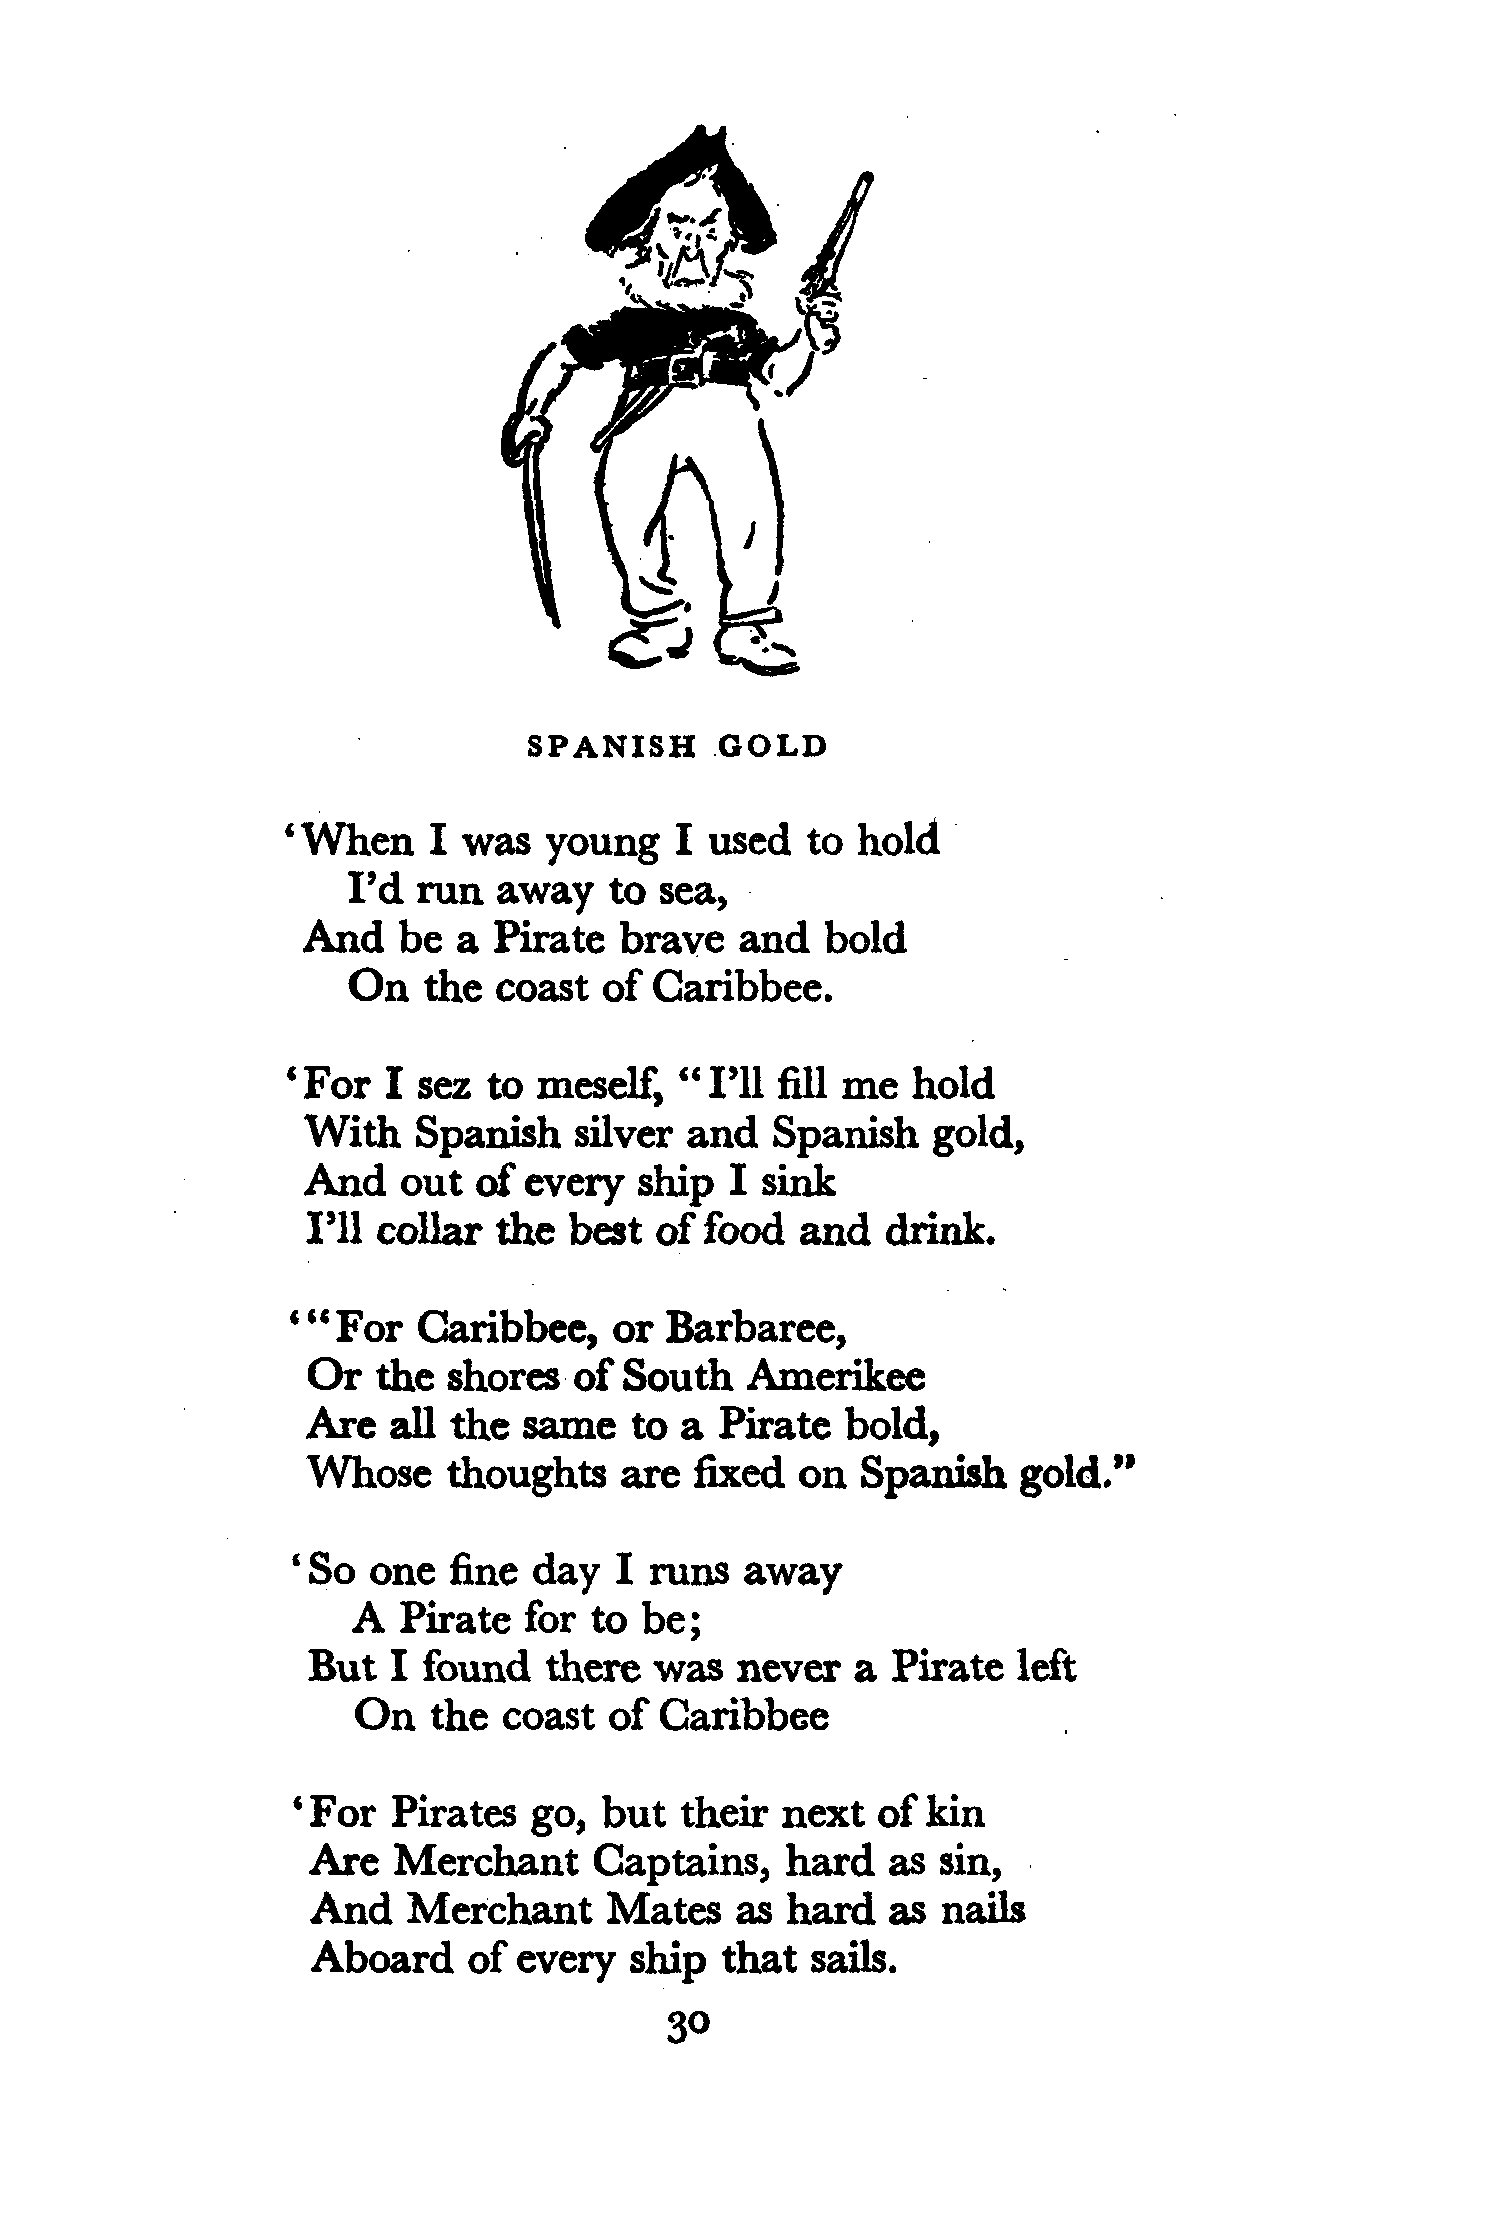 SPANISH GOLD
‘When I was young I used to hold
I’d run away to sea,
And be a Pirate brave and bold
On the coast of Caribbee.
‘For I sez to meself, “I’ll fill me hold
With Spanish silver and Spanish gold,
And out of every ship I sink
I’ll collar the best of food and drink.
‘“For Caribbee, or Barbaree,
Or the shores of South Amerikee
Are all the same to a Pirate bold,
Whose thoughts are fixed on Spanish gold.”
‘So one fine day I runs away
A Pirate for to be;
But I found there was never a Pirate left
On the coast of Caribbee
‘For Pirates go, but their next of kin
Are Merchant Captains, hard as sin,
And Merchant Mates as hard as nails
Aboard of every ship that sails.
30